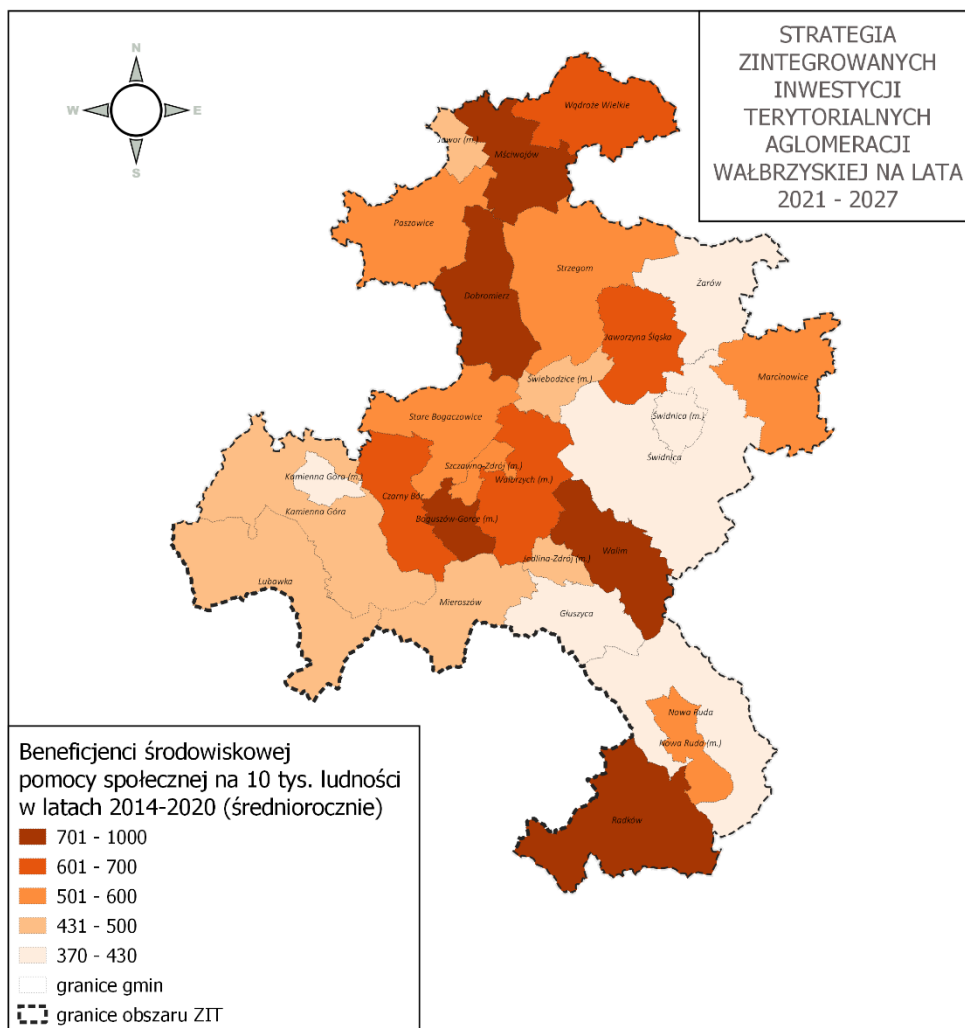 STRATEGIA
ZINTEGROWANYCH
INWESTYCJI
TERYTORIALNYCH
AGLOMERACJI
WAŁBRZYSKIEJ NA LATA
2021 - 2027
N
W
E
S
Wądroże Wielkie
Jawor (m.)
Mściwojów
Paszowice
Strzegom
Żarów
Dobromierz
Jaworzyna Śląska
Marcinowice
Świebodzice (m.)
Stare Bogaczowice
Świdnica (m.)
Świdnica
Szczawno-Zdrój (m.)
Kamienna Góra (m.)
Wałbrzych (m.)
Czarny Bór
Kamienna Góra
Boguszów-Gorce (m.)
Walim
Jedlina-Zdrój (m.)
Lubawka
Mieroszów
Głuszyca
Nowa Ruda
Nowa Ruda (m.)
Radków
Beneficjenci środowiskowej
pomocy społecznej na 10 tys. ludności
w latach 2014-2020 (średniorocznie)
701 - 1000
601 - 700
501 - 600
431 - 500
370 - 430
granice gmin
granice obszaru ZIT